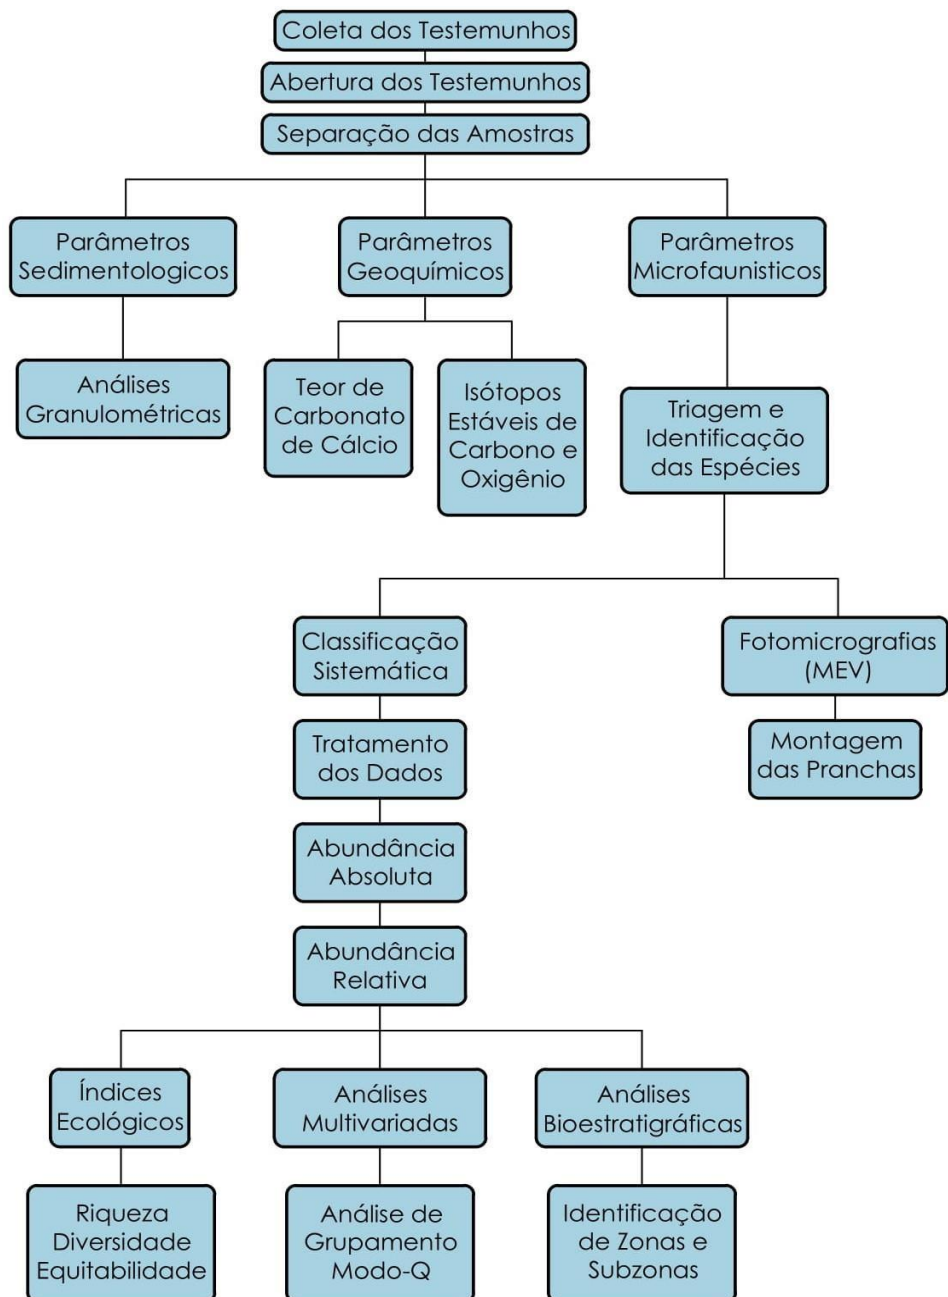 Coleta dos Testemunhos
Abertura dos Testemunhos
Separação das Amostras
Parâmetros
Sedimentologicos
Parâmetros
Geoquímicos
Parâmetros
Microfaunisticos
Análises
Granulométricas
Teor de
Carbonato
de Cálcio
Isótopos
Estáveis de
Carbono e
Oxigênio
Triagem e
Identificação
das Espécies
Classificação
Sistemática
Fotomicrografias
(MEV)
Tratamento
dos Dados
Montagem
das Pranchas
Abundância
Absoluta
Abundância
Relativa
Índices
Ecológicos
Análises
Multivariadas
Análises
Bioestratigráficas
Riqueza
Diversidade
Equitabilidade
Análise de
Grupamento
Modo-Q
Identificação
de Zonas e
Subzonas